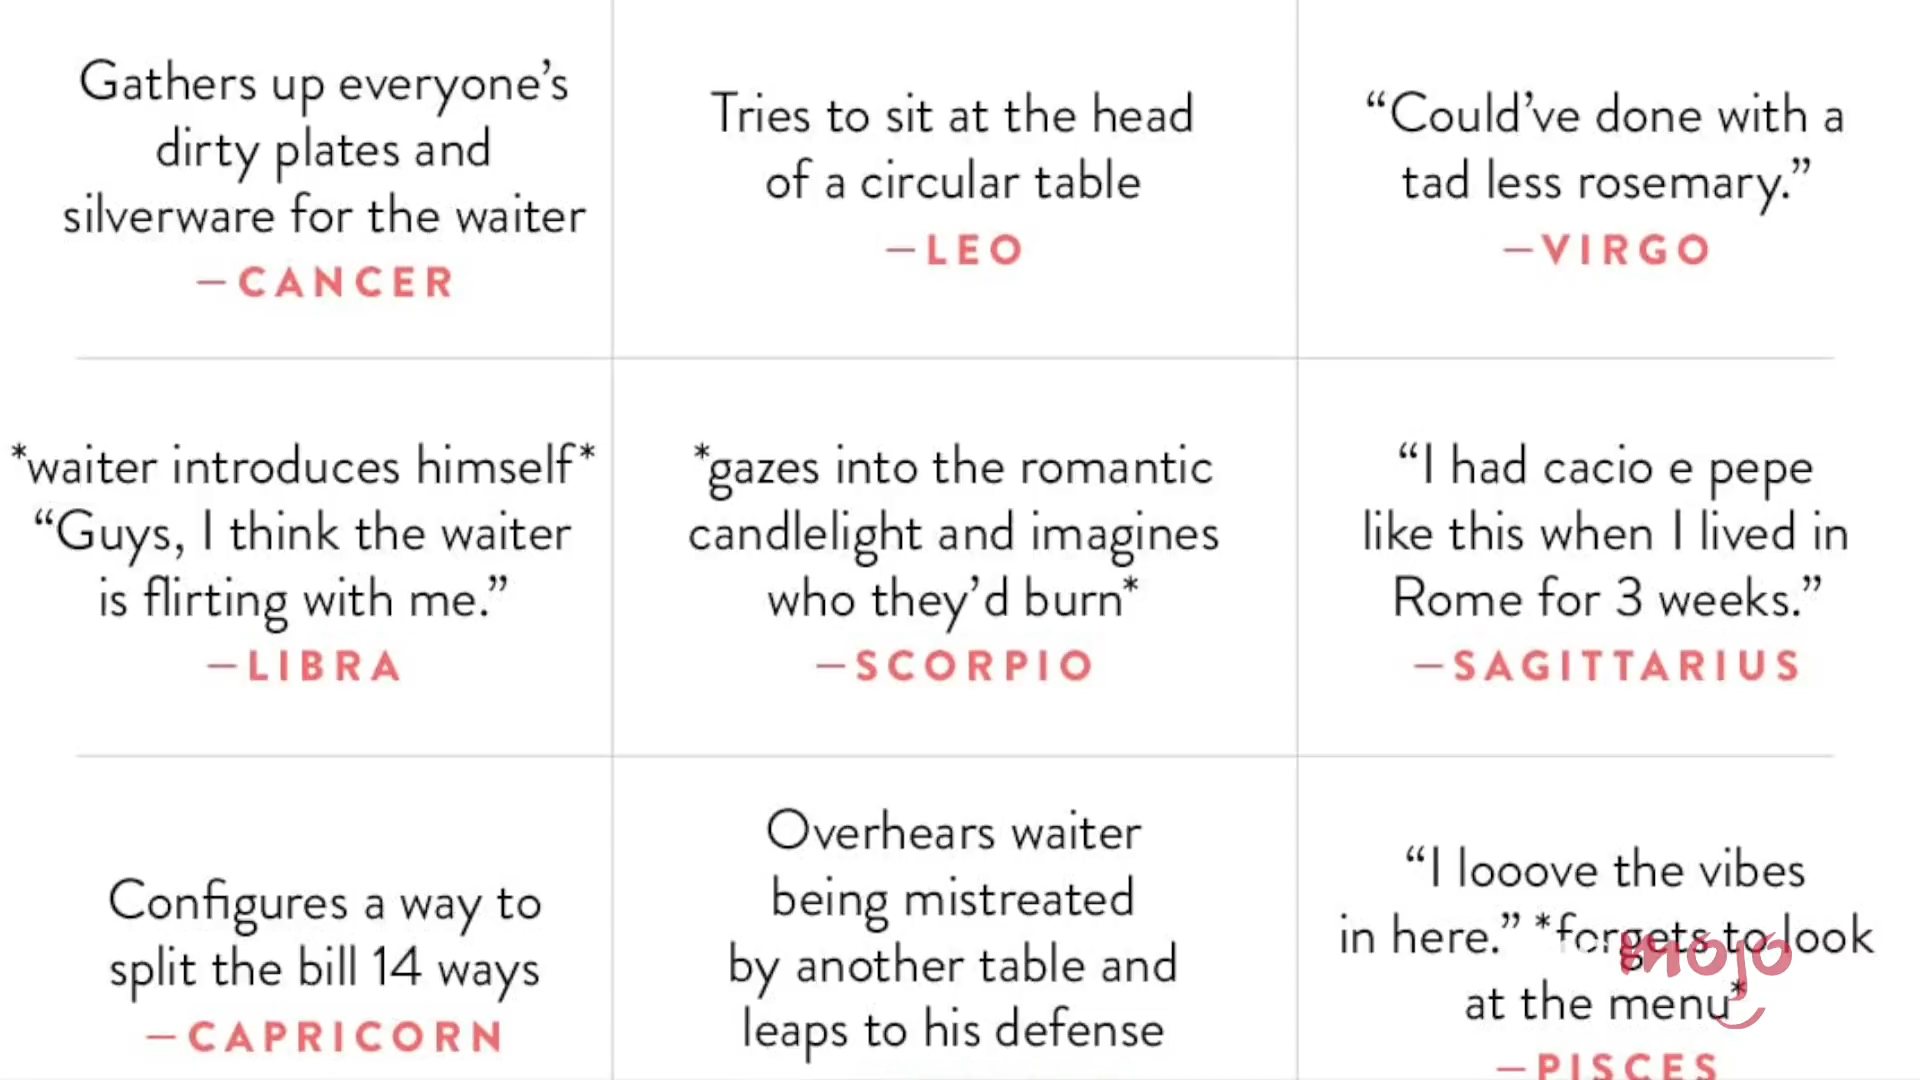 Gathers up everyone’s
dirty plates and
silverware for the waiter
—CANCER
Tries to sit at the head
of a circular table
—LEO
“Could’ve done with a
tad less rosemary.”
—VIRGO
*waiter introduces himself*
“Guys, I think the waiter
is flirting with me.”
—LIBRA
*gazes into the romantic
candlelight and imagines
who they’d burn*
—SCORPIO
“I had cacio e pepe
like this when I lived in
Rome for 3 weeks.”
—SAGITTARIUS
Configures a way to
split the bill 14 ways
—CAPRICORN
Overhears waiter
being mistreated
by another table and
leaps to his defense
“I looove the vibes
in here.” *forgets to look
at the menu*
—PISCES
mojo